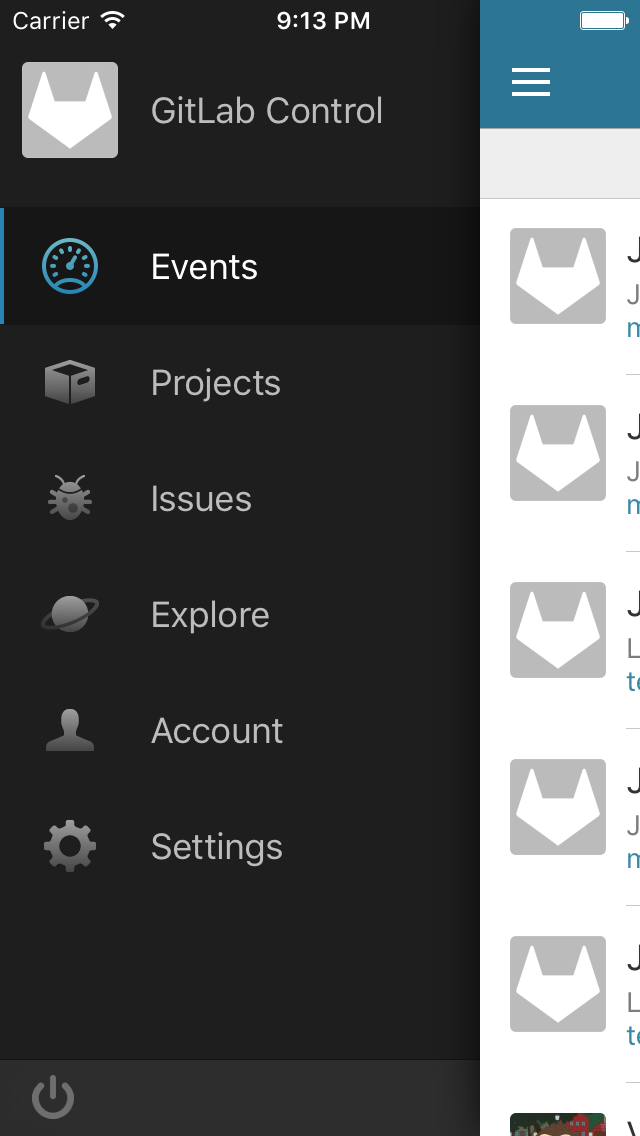 Carrier 9:13 PM
GitLab Control
Events
Projects
Issues
Explore
Account
Settings